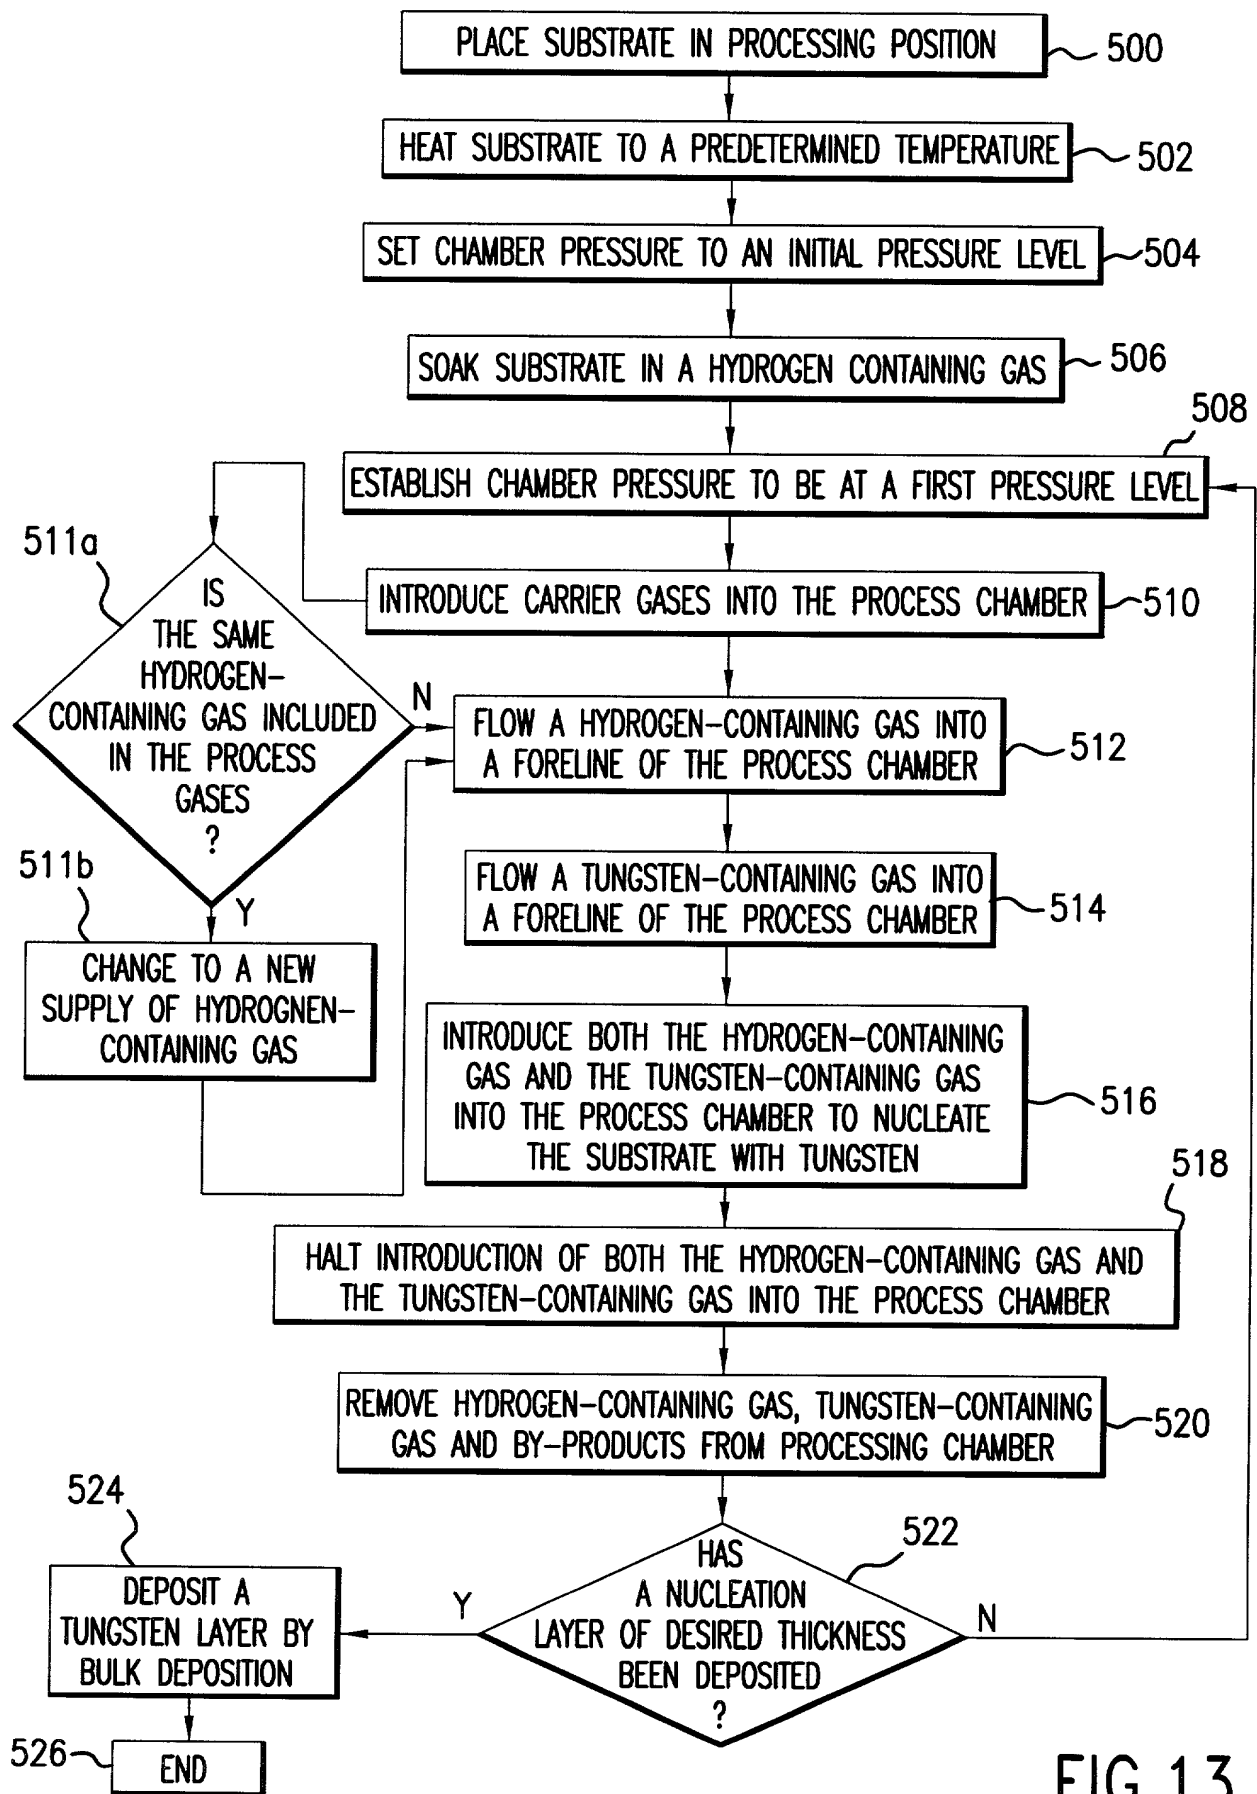 PLACE SUBSTRATE IN PROCESSING POSITION
500
HEAT SUBSTRATE TO A PREDETERMINED TEMPERATURE
502
SET CHAMBER PRESSURE TO AN INITIAL PRESSURE LEVEL
504
SOAK SUBSTRATE IN A HYDROGEN CONTAINING GAS
506
508
ESTABLISH CHAMBER PRESSURE TO BE AT A FIRST PRESSURE LEVEL
INTRODUCE CARRIER GASES INTO THE PROCESS CHAMBER
510
511a
IS
THE SAME
HYDROGEN-
CONTAINING GAS INCLUDED
IN THE PROCESS
GASES
?
N
Y
511b
CHANGE TO A NEW
SUPPLY OF HYDROGNEN-
CONTAINING GAS
FLOW A HYDROGEN-CONTAINING GAS INTO
A FORELINE OF THE PROCESS CHAMBER
512
FLOW A TUNGSTEN-CONTAINING GAS INTO
A FORELINE OF THE PROCESS CHAMBER
514
INTRODUCE BOTH THE HYDROGEN-CONTAINING
GAS AND THE TUNGSTEN-CONTAINING GAS
INTO THE PROCESS CHAMBER TO NUCLEATE
THE SUBSTRATE WITH TUNGSTEN
516
518
HALT INTRODUCTION OF BOTH THE HYDROGEN-CONTAINING GAS AND
THE TUNGSTEN-CONTAINING GAS INTO THE PROCESS CHAMBER
REMOVE HYDROGEN-CONTAINING GAS, TUNGSTEN-CONTAINING
GAS AND BY-PRODUCTS FROM PROCESSING CHAMBER
520
522
HAS
A NUCLEATION
LAYER OF DESIRED THICKNESS
BEEN DEPOSITED
?
Y
N
524
DEPOSIT A
TUNGSTEN LAYER BY
BULK DEPOSITION
526
END
FIG. 13